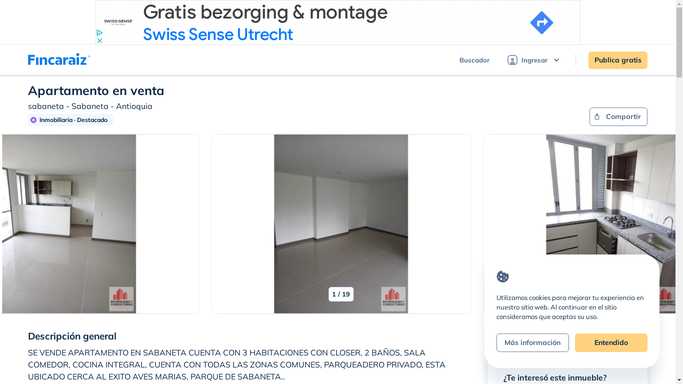 SWISS SENSE
Gratis bezorging & montage
Swiss Sense Utrecht
Fincaraiz
Buscador
Ingresar
Publica gratis
Apartamento en venta
sabaneta - Sabaneta - Antioquia
Inmobiliaria · Destacado
Compartir
1 / 19
Descripción general
SE VENDE APARTAMENTO EN SABANETA CUENTA CON 3 HABITACIONES CON CLOSER, 2 BAÑOS, SALA
COMEDOR, COCINA INTEGRAL, CUENTA CON TODAS LAS ZONAS COMUNES, PARQUEADERO PRIVADO, ESTA
UBICADO CERCA AL EXITO AVES MARIAS, PARQUE DE SABANETA..
Utilizamos cookies para mejorar tu experiencia en
nuestro sitio web. Al continuar en el sitio
consideramos que aceptas su uso.
Más información
Entendido
¿Te interesó este inmueble?